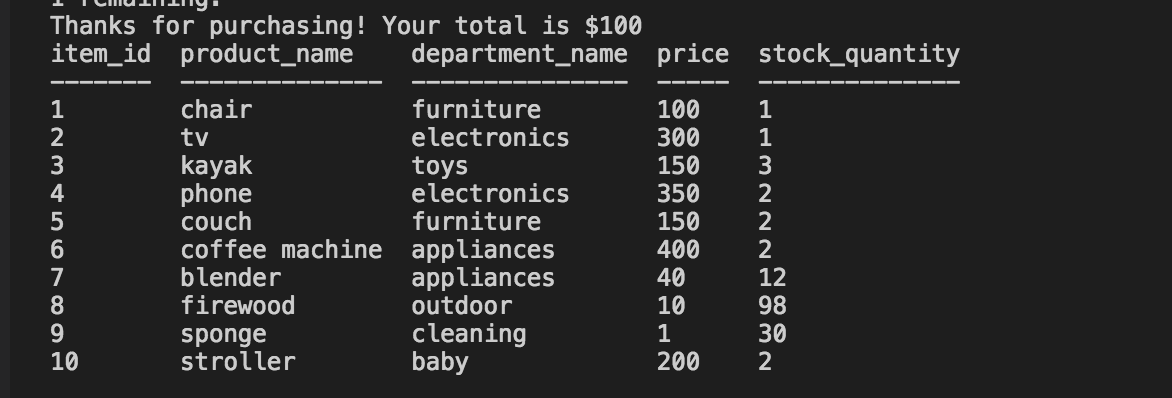 1 remaining.
Thanks for purchasing! Your total is $100
item_id  product_name    department_name  price  stock_quantity
-------  --------------  ---------------  -----  --------------
1        chair           furniture        100    1
2        tv              electronics      300    1
3        kayak           toys             150    3
4        phone           electronics      350    2
5        couch           furniture        150    2
6        coffee machine  appliances       400    2
7        blender         appliances       40     12
8        firewood        outdoor          10     98
9        sponge          cleaning         1      30
10       stroller        baby             200    2